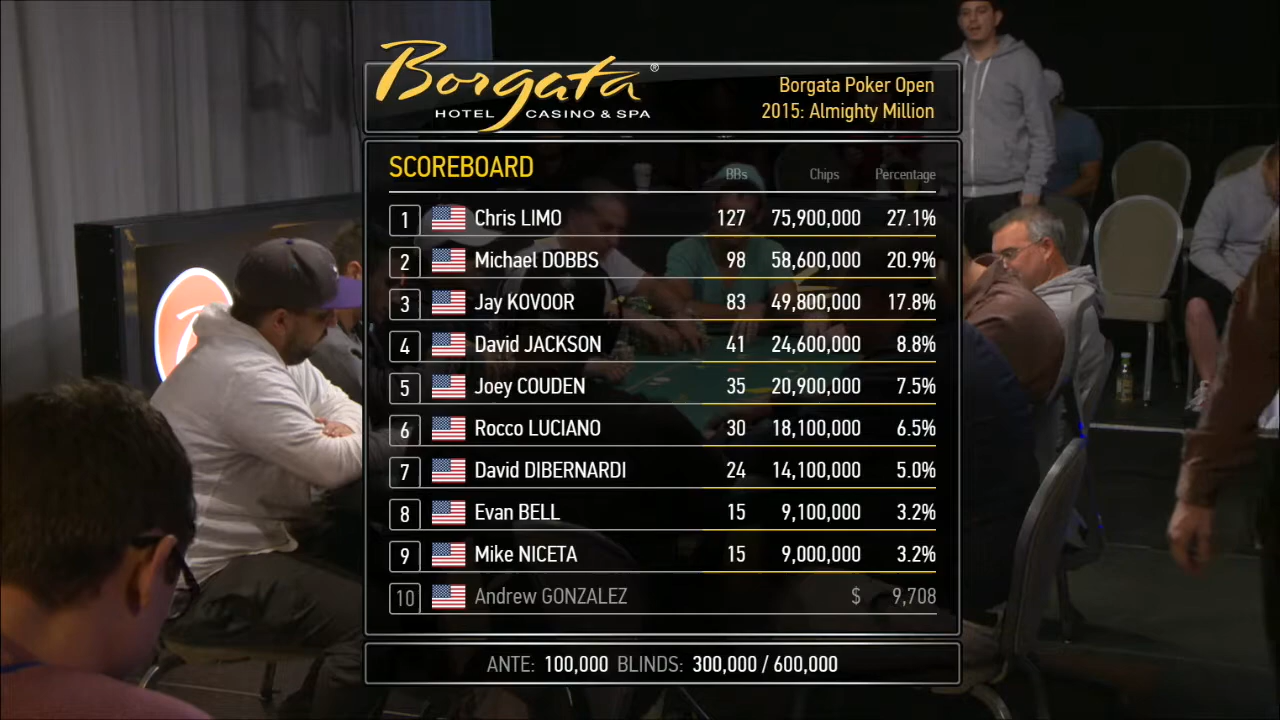 Borgata®
HOTEL CASINO & SPA
Borgata Poker Open
2015: Almighty Million
SCOREBOARD BBs Chips Percentage
1 Chris LIMO 127 75,900,000 27.1%
2 Michael DOBBS 98 58,600,000 20.9%
3 Jay KOVOOR 83 49,800,000 17.8%
4 David JACKSON 41 24,600,000 8.8%
5 Joey COUDEN 35 20,900,000 7.5%
6 Rocco LUCIANO 30 18,100,000 6.5%
7 David DIBERNARDI 24 14,100,000 5.0%
8 Evan BELL 15 9,100,000 3.2%
9 Mike NICETA 15 9,000,000 3.2%
10 Andrew GONZALEZ $ 9,708
ANTE: 100,000 BLINDS: 300,000 / 600,000